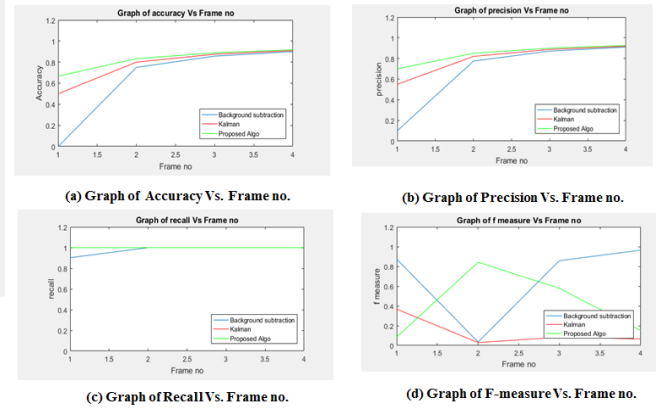 Graph of accuracy Vs Frame no
1.2
1
0.8
0.6
0.4
0.2
0
Accuracy
Background subtraction
Kalman
Proposed Algo
1 1.5 2 2.5 3 3.5 4
Frame no
(a) Graph of Accuracy Vs. Frame no.
Graph of precision Vs Frame no
1.2
1
0.8
0.6
0.4
0.2
0
precision
Background subtraction
Kalman
Proposed Algo
1 1.5 2 2.5 3 3.5 4
Frame no
(b) Graph of Precision Vs. Frame no.
Graph of recall Vs Frame no
1.2
1
0.8
0.6
0.4
0.2
0
recall
Background subtraction
Kalman
Proposed Algo
1 1.5 2 2.5 3 3.5 4
Frame no
(c) Graph of Recall Vs. Frame no.
Graph of f measure Vs Frame no
1.2
1
0.8
0.6
0.4
0.2
0
f measure
Background subtraction
Kalman
Proposed Algo
1 1.5 2 2.5 3 3.5 4
Frame no
(d) Graph of F-measure Vs. Frame no.